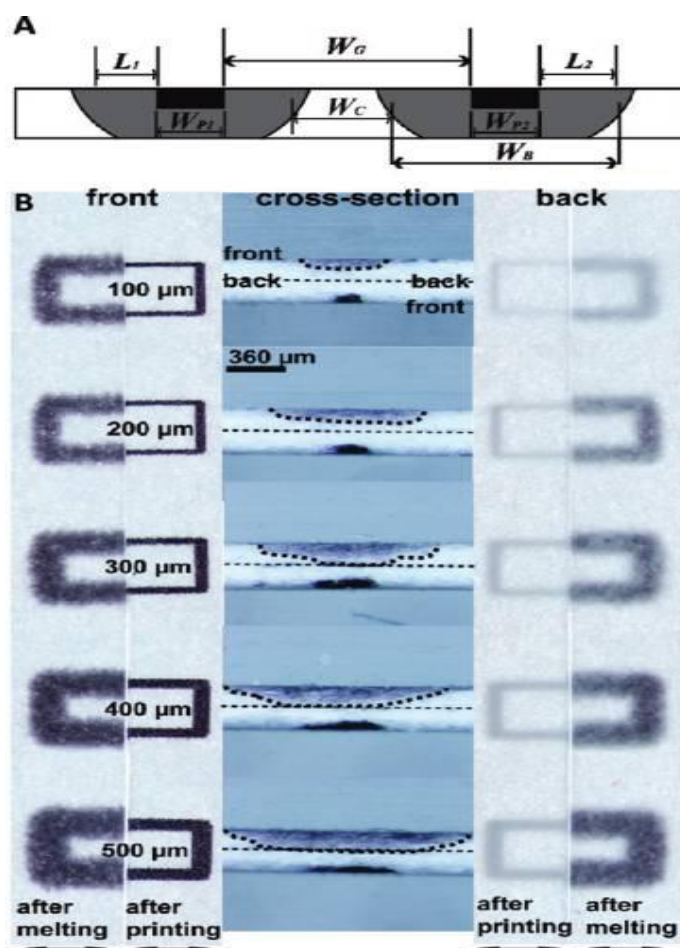 A
L1 WG L2
WP1 WC WP2
WB
B front cross-section back
front
back back
front
100 µm
360 µm
200 µm
300 µm
400 µm
500 µm
after after after after
melting printing printing melting